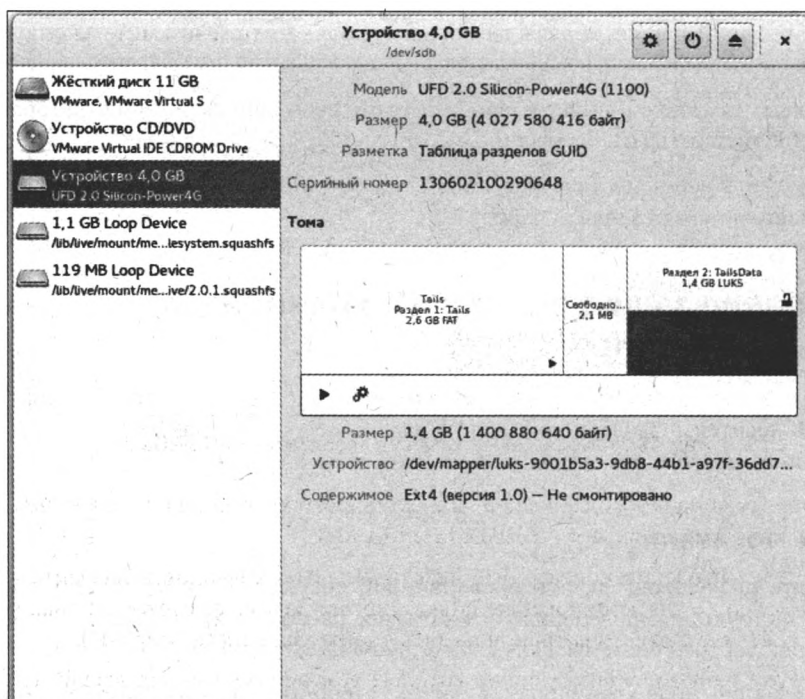 Устройство 4,0 GB
/dev/sdb
Жёсткий диск 11 GB
VMware, VMware Virtual S
Устройство CD/DVD
VMware Virtual IDE CDROM Drive
Устройство 4,0 GB
UFD 2.0 Silicon-Power4G
1,1 GB Loop Device
/lib/live/mount/me...lesystem.squashfs
119 MB Loop Device
/lib/live/mount/me...ive/2.0.1.squashfs
Модель UFD 2.0 Silicon-Power4G (1100)
Размер 4,0 GB (4 027 580 416 байт)
Разметка Таблица разделов GUID
Серийный номер 130602100290648
Тома
Tails
Раздел 1: Tails
2,6 GB FAT
Свободно...
2,1 MB
Раздел 2: TailsData
1,4 GB LUKS
Размер 1,4 GB (1 400 880 640 байт)
Устройство /dev/mapper/luks-9001b5a3-9db8-44b1-a97f-36dd7...
Содержимое Ext4 (версия 1.0) — Не смонтировано